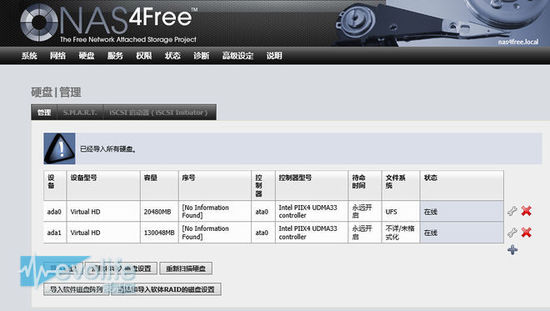 NAS4Free™
The Free Network Attached Storage Project
nas4free.local
系统 网络 硬盘 服务 权限 状态 诊断 高级设定 说明
硬盘|管理
管理 S.M.A.R.T. iSCSI 启动器 (iSCSI Initiator)
已经导入所有硬盘。
设备 设备型号 容量 序号 控制器 控制器型号 待命时间 文件系统 状态
ada0 Virtual HD 20480MB [No Information Found] ata0 Intel PIIX4 UDMA33 controller 永远开启 UFS 在线
ada1 Virtual HD 130048MB [No Information Found] ata0 Intel PIIX4 UDMA33 controller 永远开启 不详/未格式化 在线
磁盘设置 重新扫描硬盘
导入软件磁盘阵列 导入软体RAID的磁盘设置
evolife